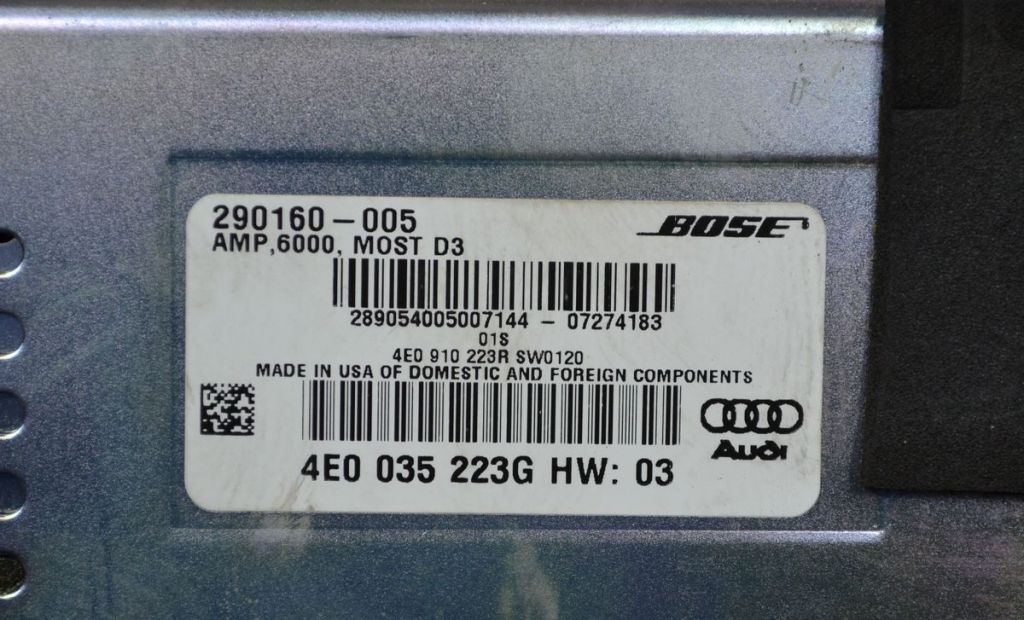 290160-005
BOSE
AMP,6000, MOST D3
289054005007144 - 07274183
01S
4E0 910 223R SW0120
MADE IN USA OF DOMESTIC AND FOREIGN COMPONENTS
Audi
4E0 035 223G HW: 03